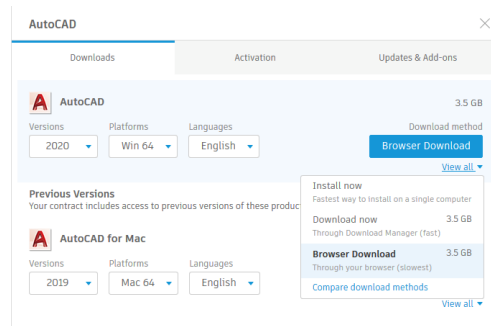 AutoCAD
Downloads Activation Updates & Add-ons
AutoCAD 3.5 GB
Versions Platforms Languages Download method
2020 Win 64 English Browser Download
View all
Install now
Fastest way to install on a single computer
Previous Versions
Your contract includes access to previous versions of these produc
Download now 3.5 GB
Through Download Manager (fast)
AutoCAD for Mac
Browser Download 3.5 GB
Through your browser (slowest)
Versions Platforms Languages
2019 Mac 64 English
Compare download methods
View all